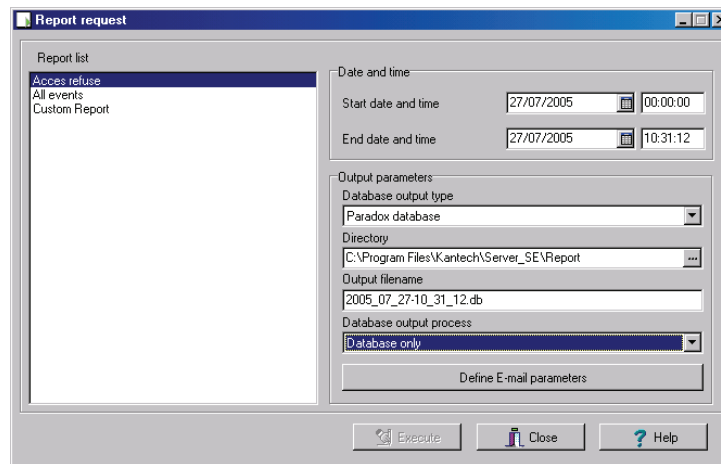 Report request
Report list
Acces refuse
All events
Custom Report
Date and time
Start date and time 27/07/2005 00:00:00
End date and time 27/07/2005 10:31:12
Output parameters
Database output type
Paradox database
Directory
C:\Program Files\Kantech\Server_SE\Report ...
Output filename
2005_07_27-10_31_12.db
Database output process
Database only
Define E-mail parameters
Execute Close ? Help